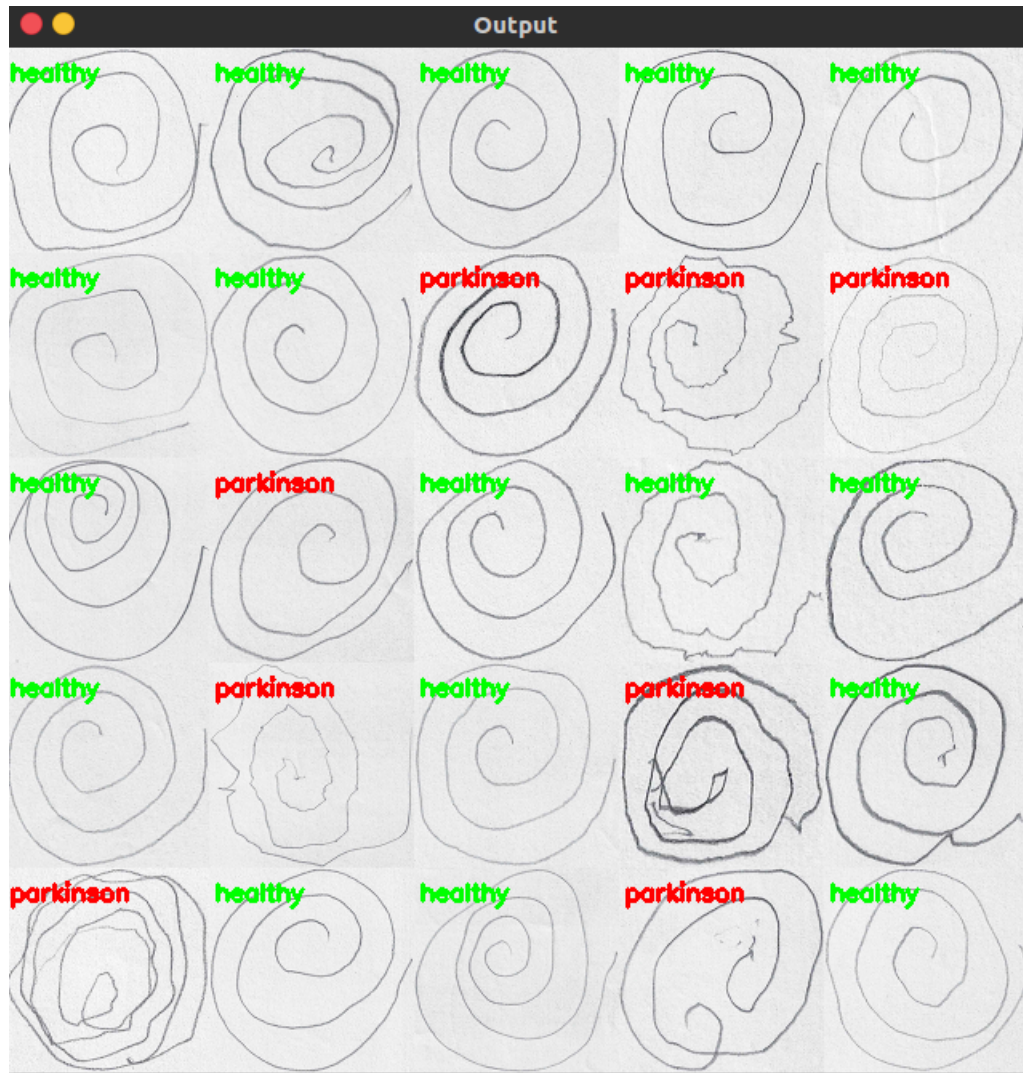 Output
healthy healthy healthy healthy healthy
healthy healthy parkinson parkinson parkinson
healthy parkinson healthy healthy healthy
healthy parkinson healthy parkinson healthy
parkinson healthy healthy parkinson healthy